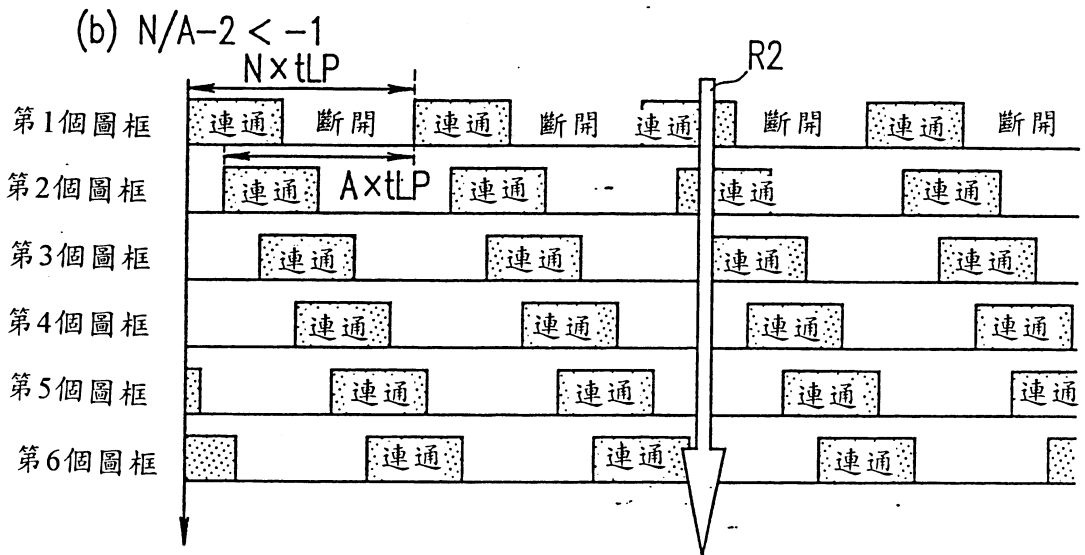 (b) N/A-2 < -1
N×tLP
R2
第1個圖框 連通 斷開 連通 斷開 連通 斷開 連通 斷開
A×tLP
第2個圖框 連通 連通 連通 連通
第3個圖框 連通 連通 連通 連通
第4個圖框 連通 連通 連通 連通
第5個圖框 連通 連通 連通 連通
第6個圖框 連通 連通 連通